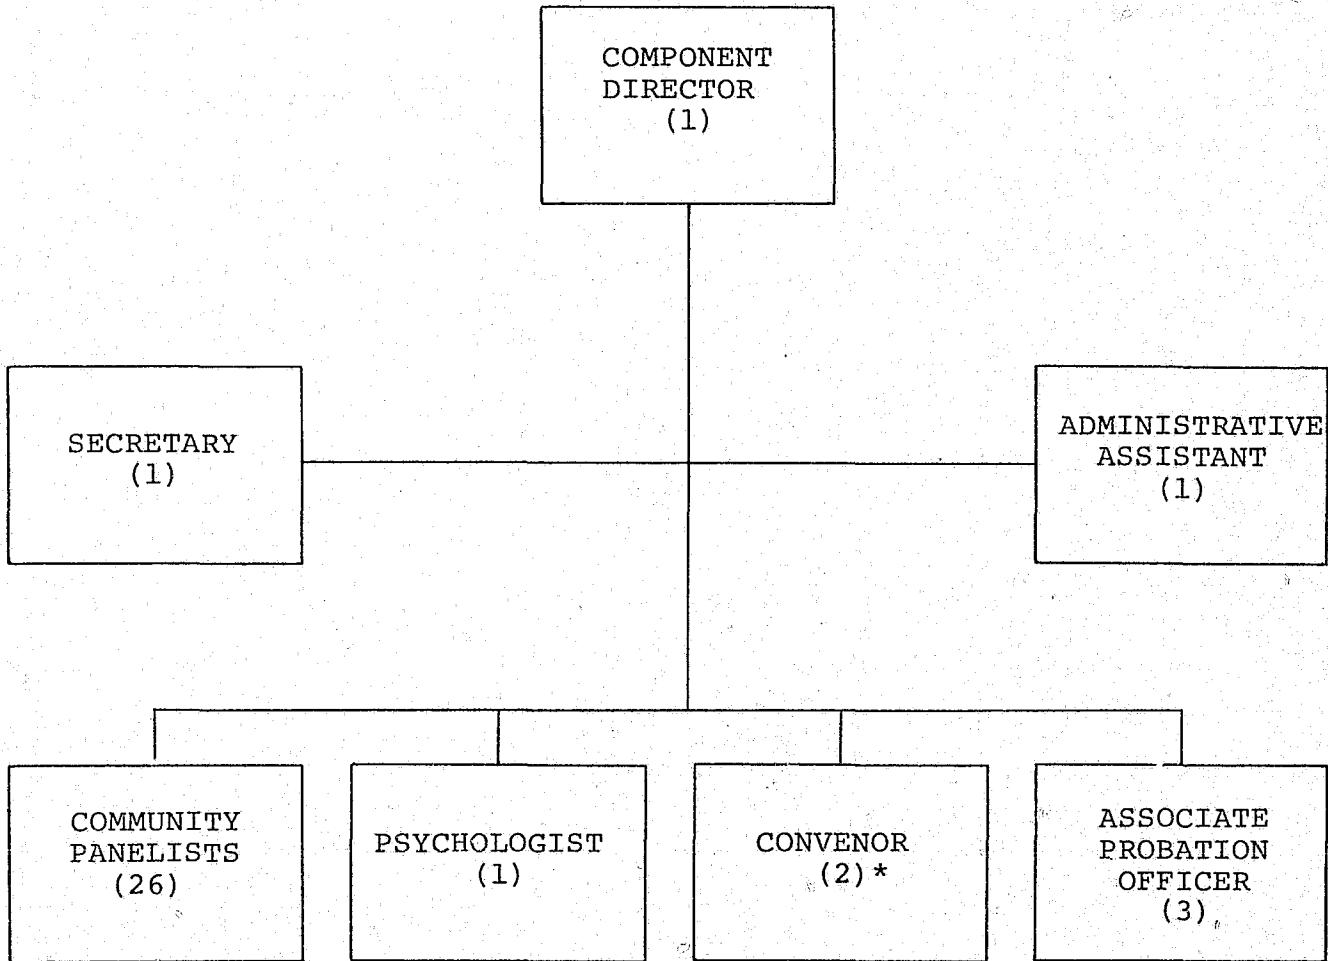 COMPONENT
DIRECTOR
(1)
SECRETARY
(1)
ADMINISTRATIVE
ASSISTANT
(1)
COMMUNITY
PANELISTS
(26)
PSYCHOLOGIST
(1)
CONVENOR
(2)*
ASSOCIATE
PROBATION
OFFICER
(3)